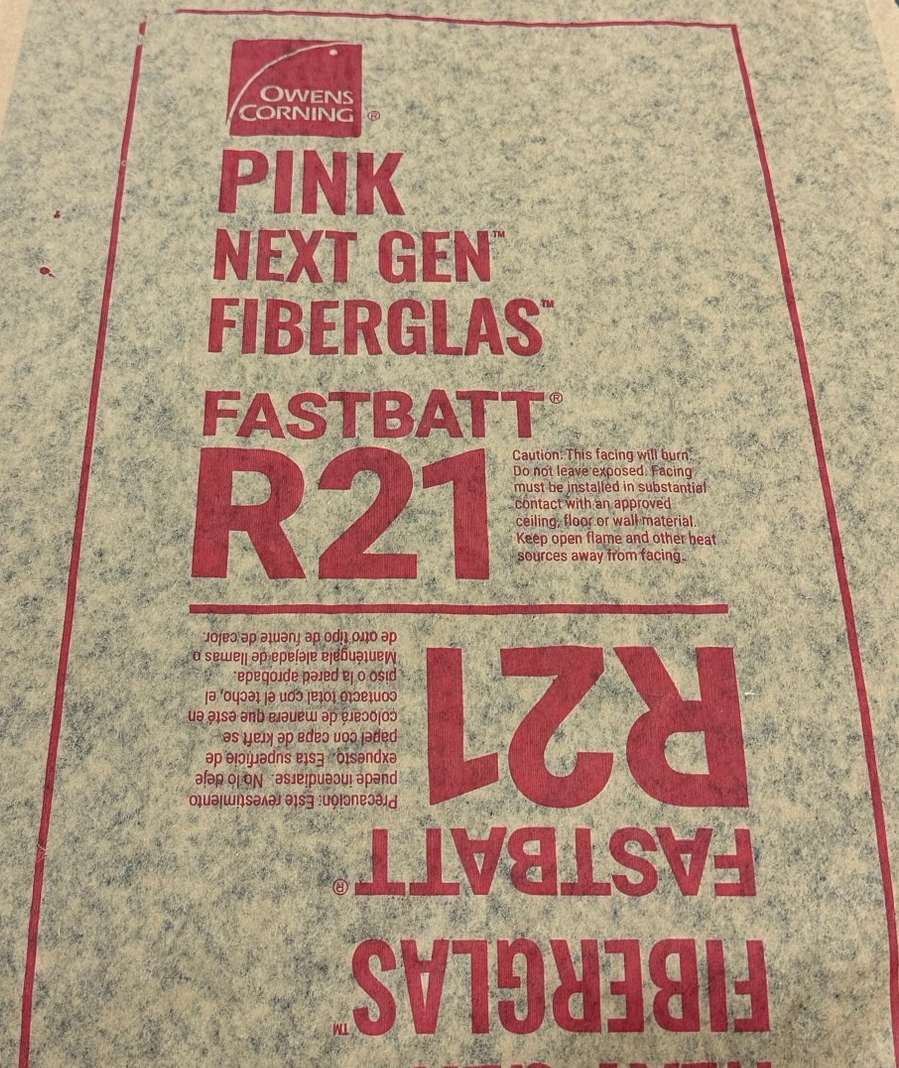 OWENS
CORNING ®
PINK
NEXT GEN™
FIBERGLAS™
FASTBATT®
R21
Caution: This facing will burn.
Do not leave exposed. Facing
must be installed in substantial
contact with an approved
ceiling, floor or wall material.
Keep open flame and other heat
sources away from facing.
FIBERGLAS™
FASTBATT®
R21
Precaución: Este revestimiento
puede incendiarse. No lo deje
expuesto. Esta superficie de
papel con capa de kraft se
colocará de manera que esté en
contacto total con el techo, el
piso o la pared aprobada.
Manténgala alejada de llamas o
de otro tipo de fuente de calor.